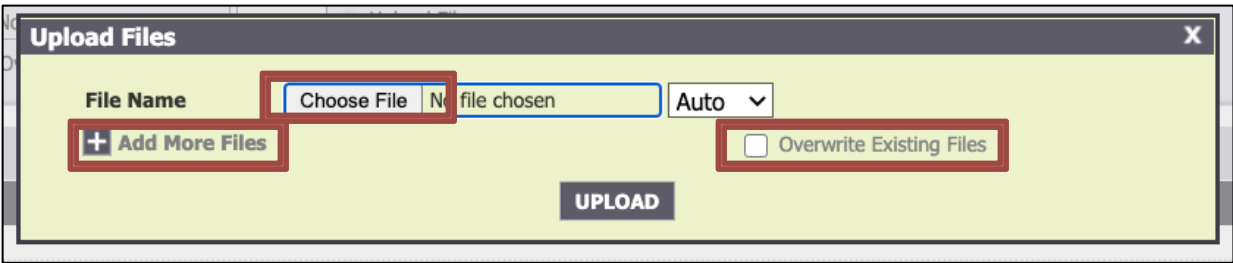 Upload Files X
File Name Choose File No file chosen Auto
+ Add More Files Overwrite Existing Files
UPLOAD